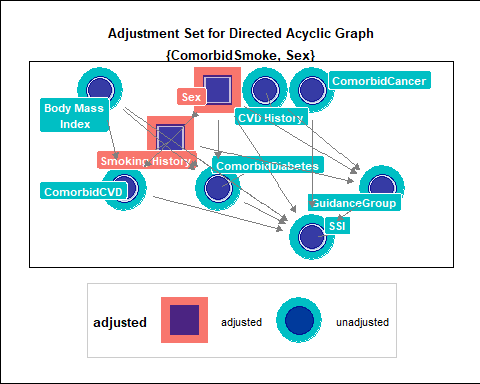 Adjustment Set for Directed Acyclic Graph
{ComorbidSmoke, Sex}
ComorbidCancer
Sex
Body Mass
Index
CVD History
Smoking History
ComorbidDiabetes
ComorbidCVD
GuidanceGroup
SSI
adjusted
adjusted
unadjusted